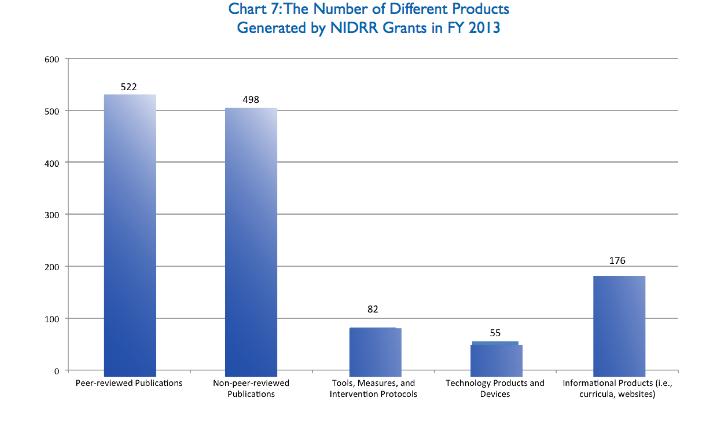 Chart 7: The Number of Different Products
Generated by NIDRR Grants in FY 2013
600
500
400
300
200
100
0
522
498
82
55
176
Peer-reviewed Publications
Non-peer-reviewed
Publications
Tools, Measures, and
Intervention Protocols
Technology Products and
Devices
Informational Products (i.e.,
curricula, websites)